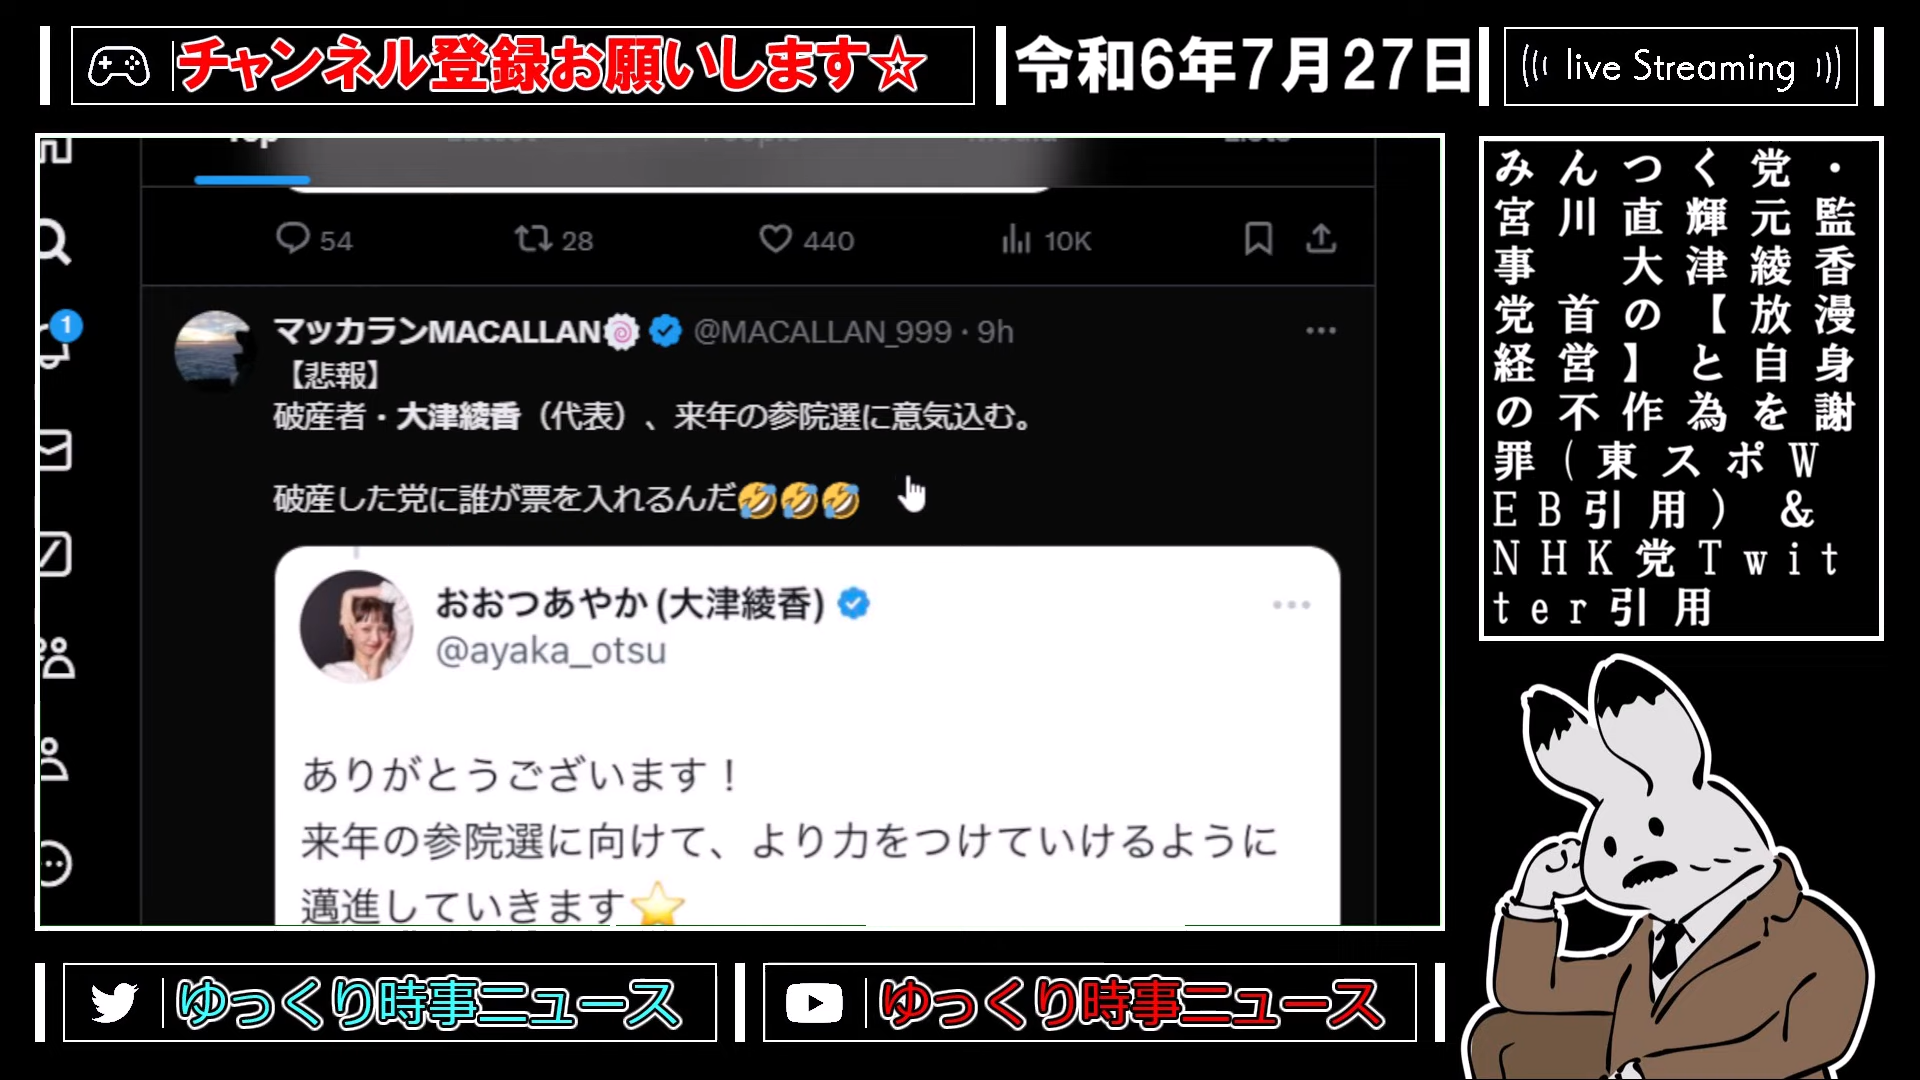 チャンネル登録お願いします☆
令和6年7月27日
live Streaming
Top
54
28
440
10K
1
マッカランMACALLAN🍥 @MACALLAN_999 · 9h
【悲報】
破産者・大津綾香（代表）、来年の参院選に意気込む。
破産した党に誰が票を入れるんだ🤣🤣🤣
おおつあやか (大津綾香)
@ayaka_otsu
ありがとうございます！
来年の参院選に向けて、より力をつけていけるように
邁進していきます⭐
みんつく党・
宮川直輝元監
事　大津綾香
党首の【放漫
経営】と自身
の不作為を謝
罪(東スポW
EB引用) &
NHK党Twit
ter引用
ゆっくり時事ニュース
ゆっくり時事ニュース